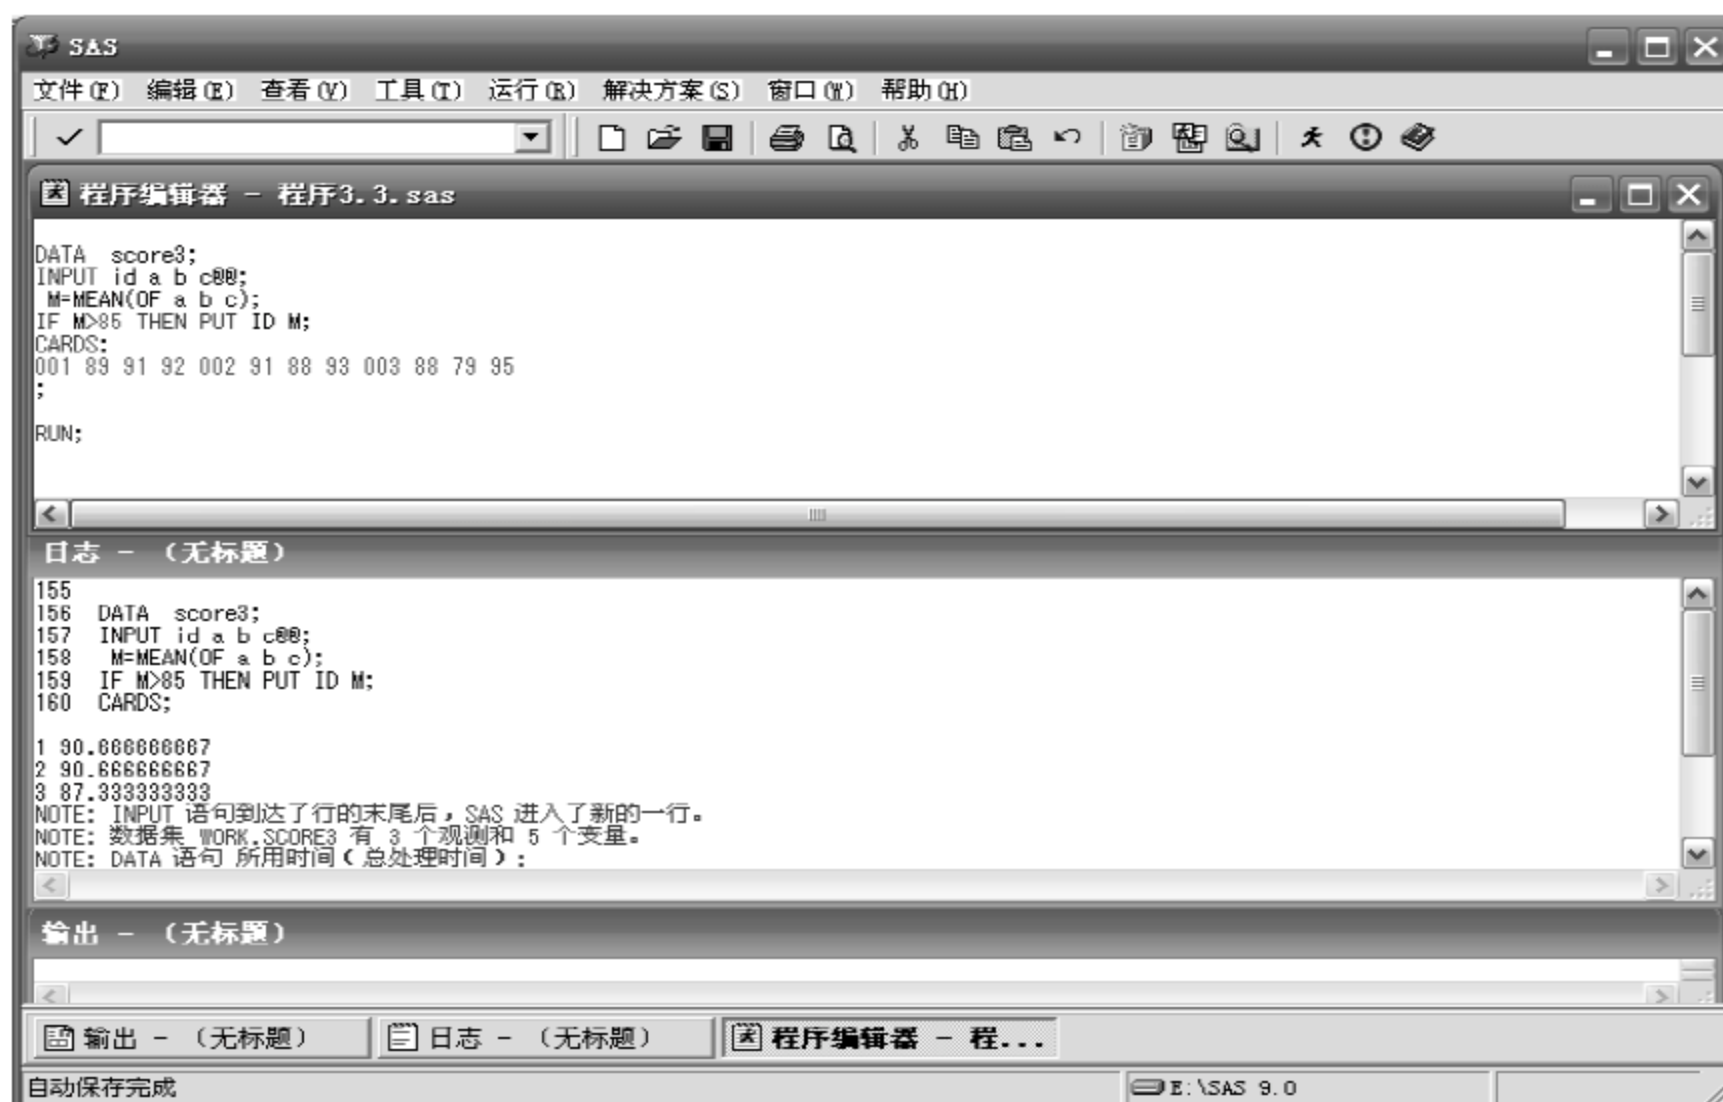 SAS
文件(F) 编辑(E) 查看(V) 工具(T) 运行(R) 解决方案(S) 窗口(W) 帮助(H)
程序编辑器 - 程序3.3.sas
DATA  score3;
INPUT id a b c@@;
 M=MEAN(OF a b c);
IF M>85 THEN PUT ID M;
CARDS;
001 89 91 92 002 91 88 93 003 88 79 95
;
RUN;
日志 - （无标题）
155
156  DATA  score3;
157  INPUT id a b c@@;
158   M=MEAN(OF a b c);
159  IF M>85 THEN PUT ID M;
160  CARDS;
1 90.666666667
2 90.666666667
3 87.333333333
NOTE: INPUT 语句到达了行的末尾后，SAS 进入了新的一行。
NOTE: 数据集 WORK.SCORE3 有 3 个观测和 5 个变量。
NOTE: DATA 语句 所用时间（总处理时间）:
输出 - （无标题）
输出 - （无标题） 日志 - （无标题） 程序编辑器 - 程...
自动保存完成 E:\SAS 9.0